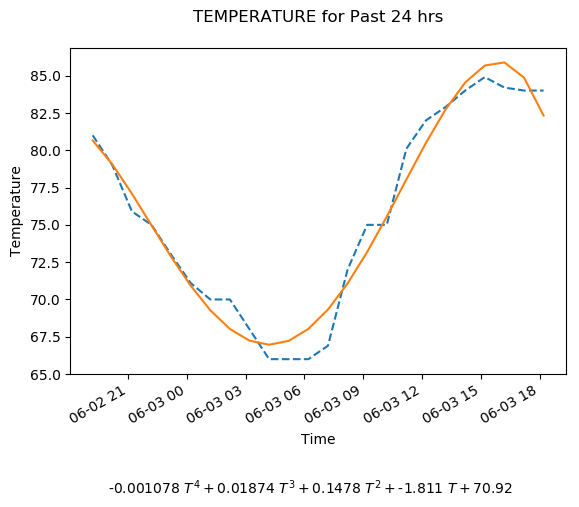 TEMPERATURE for Past 24 hrs
85.0
82.5
80.0
77.5
75.0
72.5
70.0
67.5
65.0
Temperature
06-02 21 06-03 00 06-03 03 06-03 06 06-03 09 06-03 12 06-03 15 06-03 18
Time
-0.001078 T⁴ + 0.01874 T³ + 0.1478 T² + -1.811 T + 70.92